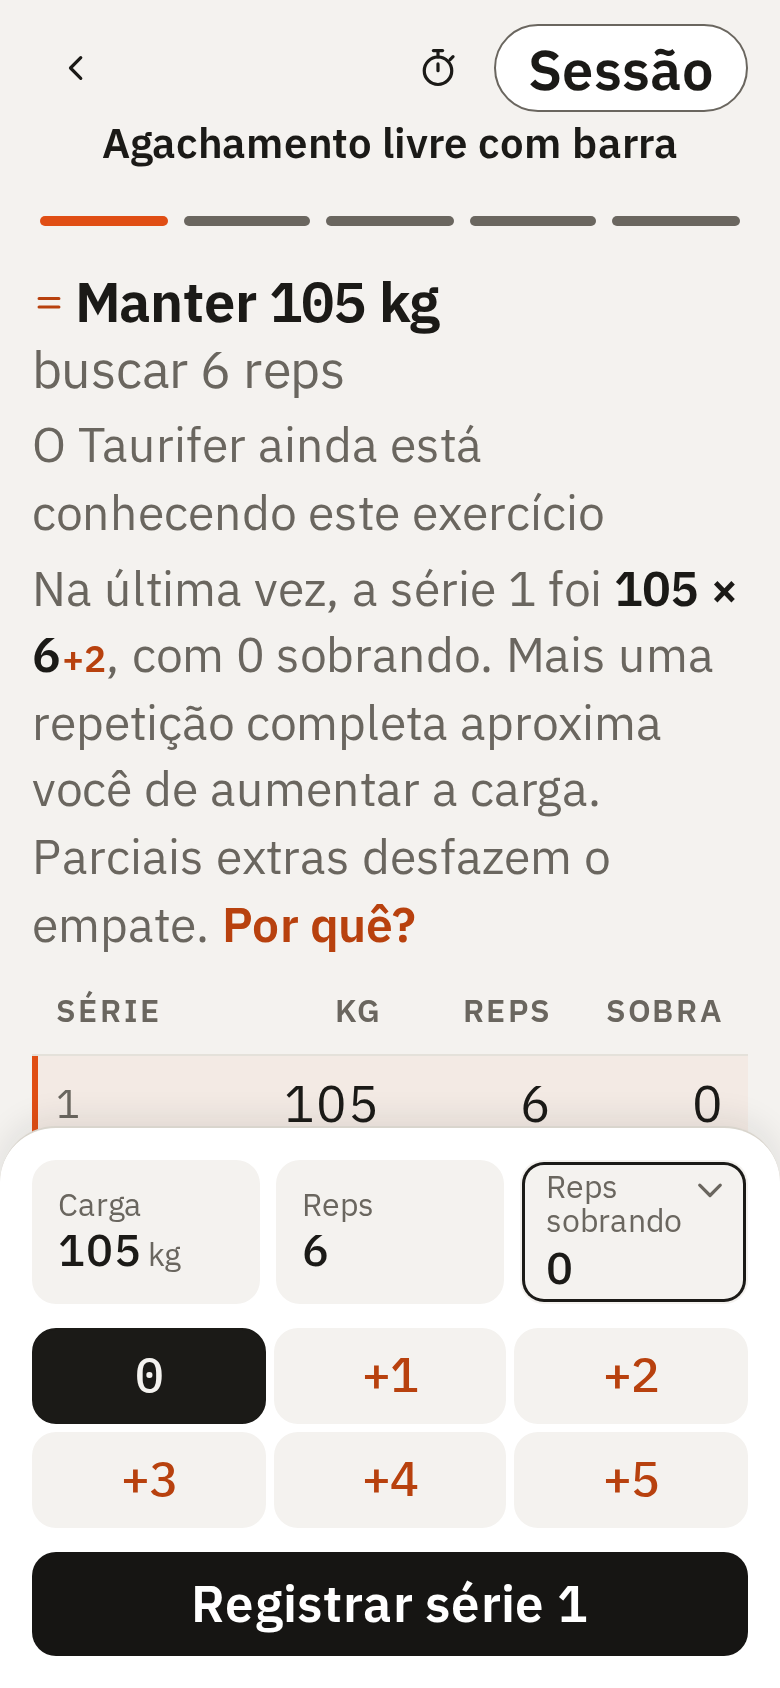 Sessão
Agachamento livre com barra
= Manter 105 kg
buscar 6 reps
O Taurifer ainda está
conhecendo este exercício
Na última vez, a série 1 foi 105 ×
6+2, com 0 sobrando. Mais uma
repetição completa aproxima
você de aumentar a carga.
Parciais extras desfazem o
empate. Por quê?
SÉRIE KG REPS SOBRA
1 105 6 0
Carga
105 kg
Reps
6
Reps
sobrando
0
0 +1 +2
+3 +4 +5
Registrar série 1